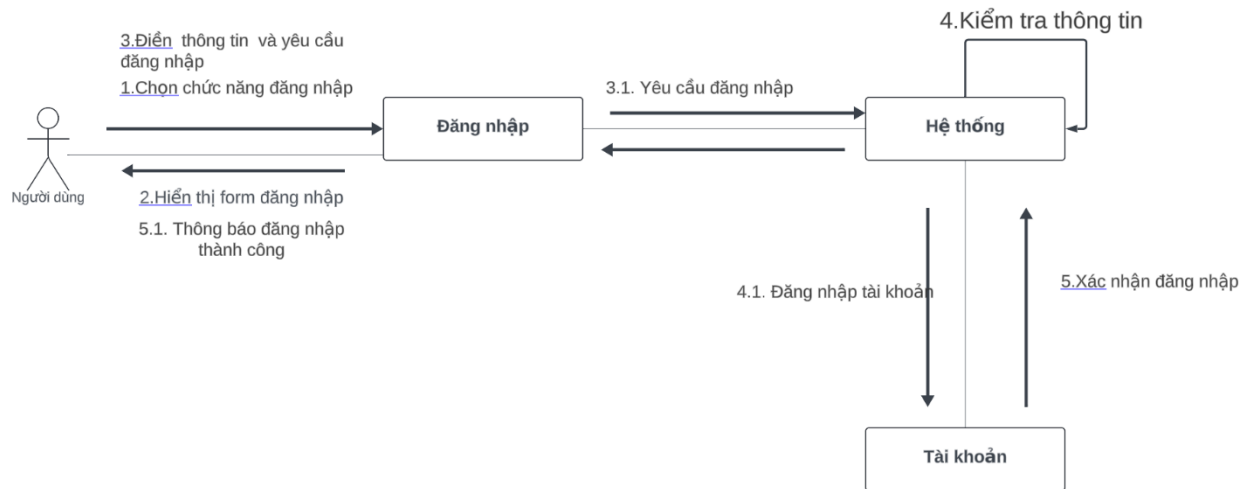 4.Kiểm tra thông tin
3.Điền thông tin và yêu cầu
đăng nhập
1.Chọn chức năng đăng nhập
3.1. Yêu cầu đăng nhập
Đăng nhập
Hệ thống
Người dùng
2.Hiển thị form đăng nhập
5.1. Thông báo đăng nhập
thành công
4.1. Đăng nhập tài khoản
5.Xác nhận đăng nhập
Tài khoản